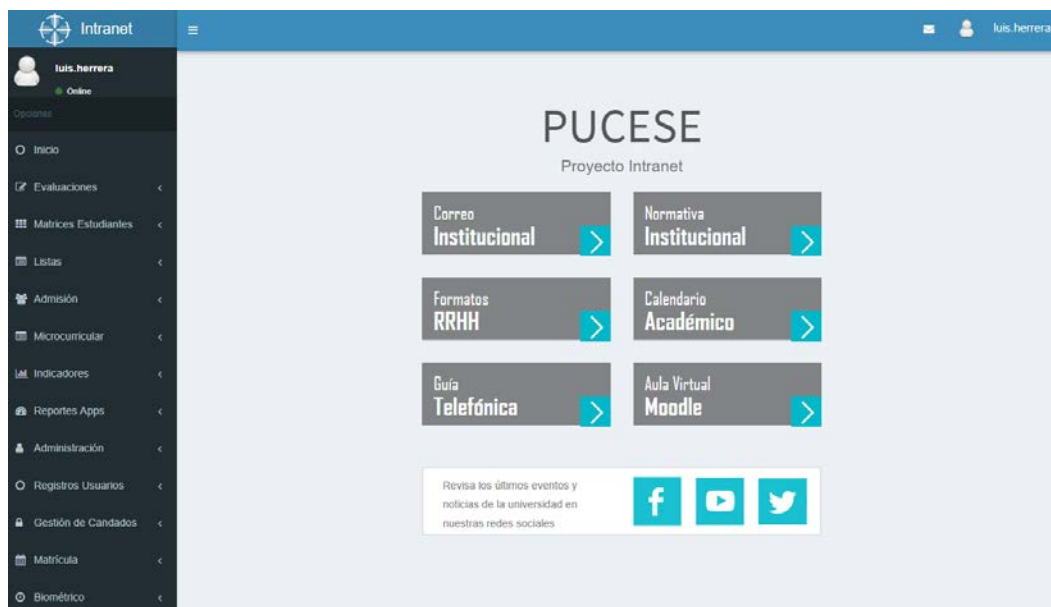 Intranet
luis.herrera
luis.herrera
Online
Opciones
Inicio
Evaluaciones
Matrices Estudiantes
Listas
Admisión
Microcurricular
Indicadores
Reportes Apps
Administración
Registros Usuarios
Gestión de Candados
Matrícula
Biométrico
PUCESE
Proyecto Intranet
Correo
Institucional
Normativa
Institucional
Formatos
RRHH
Calendario
Académico
Guía
Telefónica
Aula Virtual
Moodle
Revisa los últimos eventos y
noticias de la universidad en
nuestras redes sociales